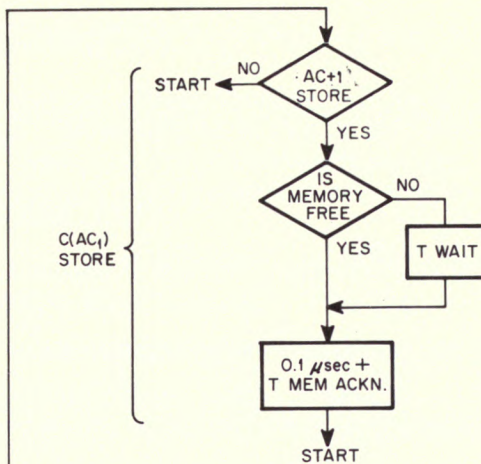 AC+1
STORE
NO
START
YES
IS
MEMORY
FREE
NO
YES
T WAIT
C(AC₁)
STORE
0.1 μsec +
T MEM ACKN.
START